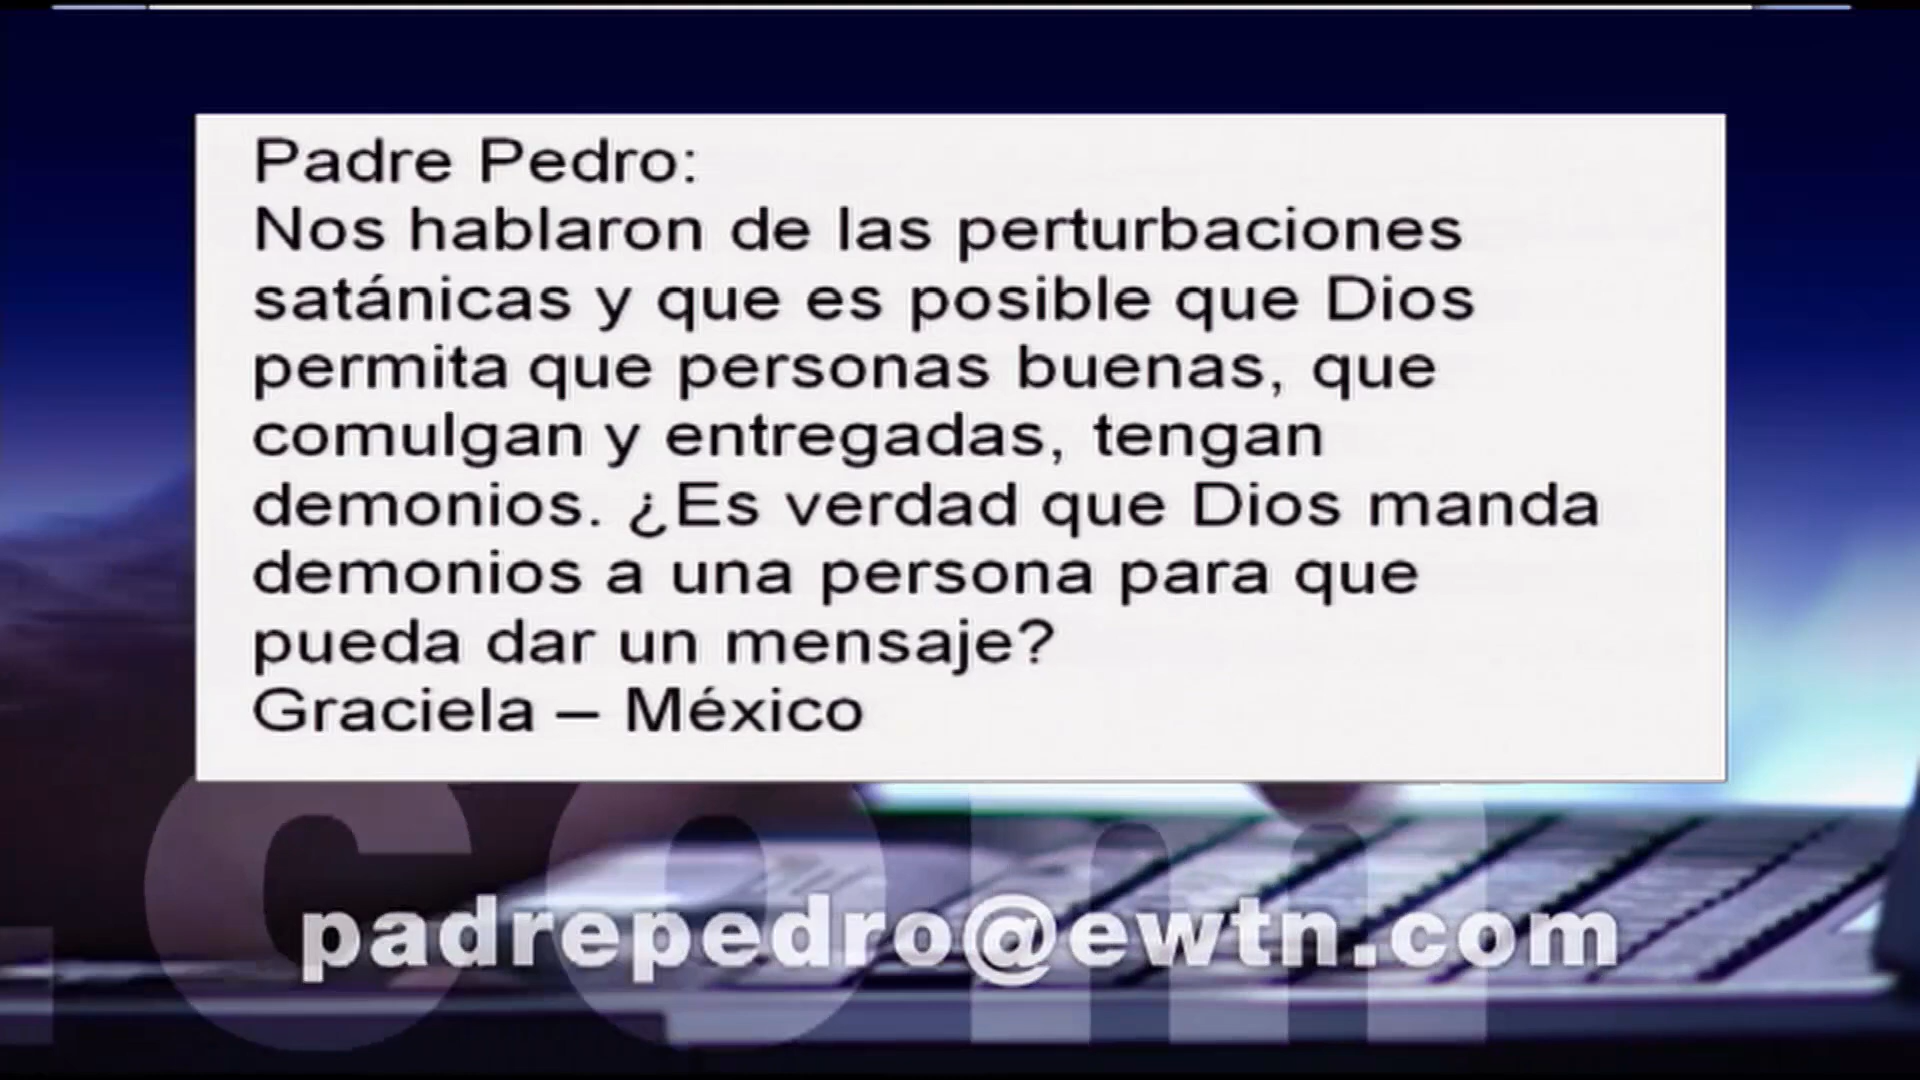 Padre Pedro:
Nos hablaron de las perturbaciones
satánicas y que es posible que Dios
permita que personas buenas, que
comulgan y entregadas, tengan
demonios. ¿Es verdad que Dios manda
demonios a una persona para que
pueda dar un mensaje?
Graciela – México
.com
padrepedro@ewtn.com